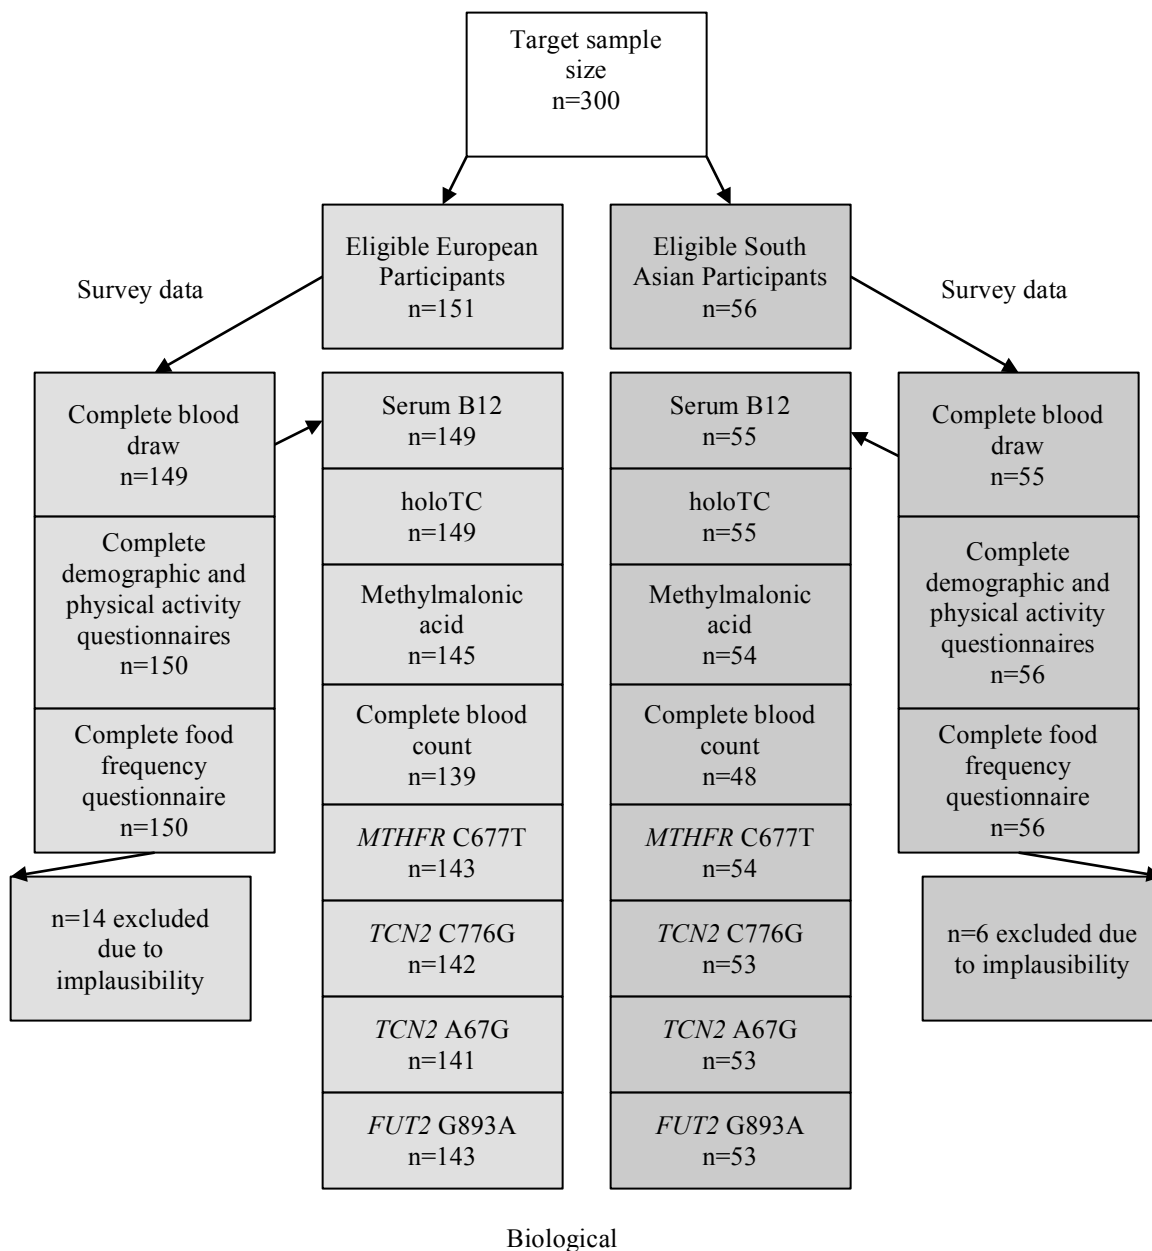 Target sample
size
n=300
Eligible European
Participants
n=151
Eligible South
Asian Participants
n=56
Survey data
Survey data
Complete blood
draw
n=149
Complete
demographic and
physical activity
questionnaires
n=150
Complete food
frequency
questionnaire
n=150
n=14 excluded
due to
implausibility
Serum B12
n=149
holoTC
n=149
Methylmalonic
acid
n=145
Complete blood
count
n=139
MTHFR C677T
n=143
TCN2 C776G
n=142
TCN2 A67G
n=141
FUT2 G893A
n=143
Serum B12
n=55
holoTC
n=55
Methylmalonic
acid
n=54
Complete blood
count
n=48
MTHFR C677T
n=54
TCN2 C776G
n=53
TCN2 A67G
n=53
FUT2 G893A
n=53
Complete blood
draw
n=55
Complete
demographic and
physical activity
questionnaires
n=56
Complete food
frequency
questionnaire
n=56
n=6 excluded due
to implausibility
Biological